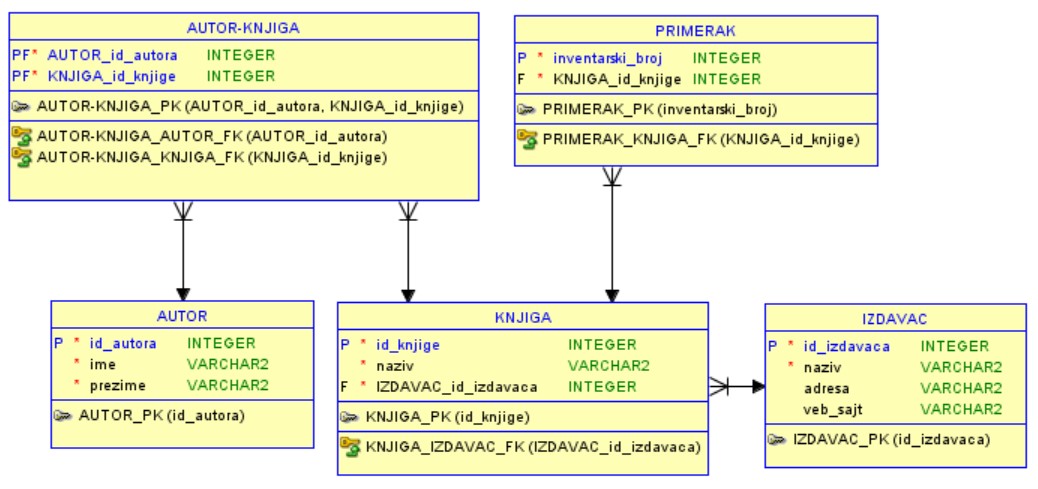 AUTOR-KNJIGA
PF* AUTOR_id_autora INTEGER
PF* KNJIGA_id_knjige INTEGER
AUTOR-KNJIGA_PK (AUTOR_id_autora, KNJIGA_id_knjige)
AUTOR-KNJIGA_AUTOR_FK (AUTOR_id_autora)
AUTOR-KNJIGA_KNJIGA_FK (KNJIGA_id_knjige)
PRIMERAK
P * inventarski_broj INTEGER
F * KNJIGA_id_knjige INTEGER
PRIMERAK_PK (inventarski_broj)
PRIMERAK_KNJIGA_FK (KNJIGA_id_knjige)
AUTOR
P * id_autora INTEGER
* ime VARCHAR2
* prezime VARCHAR2
AUTOR_PK (id_autora)
KNJIGA
P * id_knjige INTEGER
* naziv VARCHAR2
F * IZDAVAC_id_izdavaca INTEGER
KNJIGA_PK (id_knjige)
KNJIGA_IZDAVAC_FK (IZDAVAC_id_izdavaca)
IZDAVAC
P * id_izdavaca INTEGER
* naziv VARCHAR2
adresa VARCHAR2
veb_sajt VARCHAR2
IZDAVAC_PK (id_izdavaca)